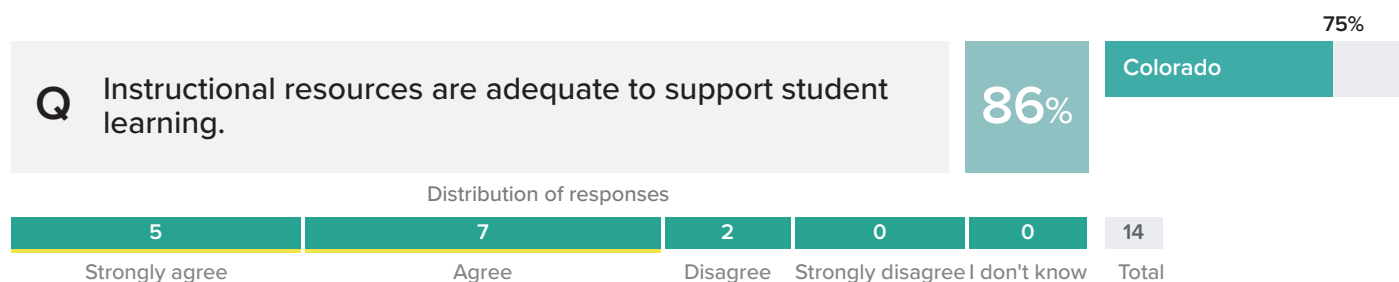 75%
Q Instructional resources are adequate to support student
learning.
86%
Colorado
Distribution of responses
5 7 2 0 0 14
Strongly agree Agree Disagree Strongly disagree I don't know Total